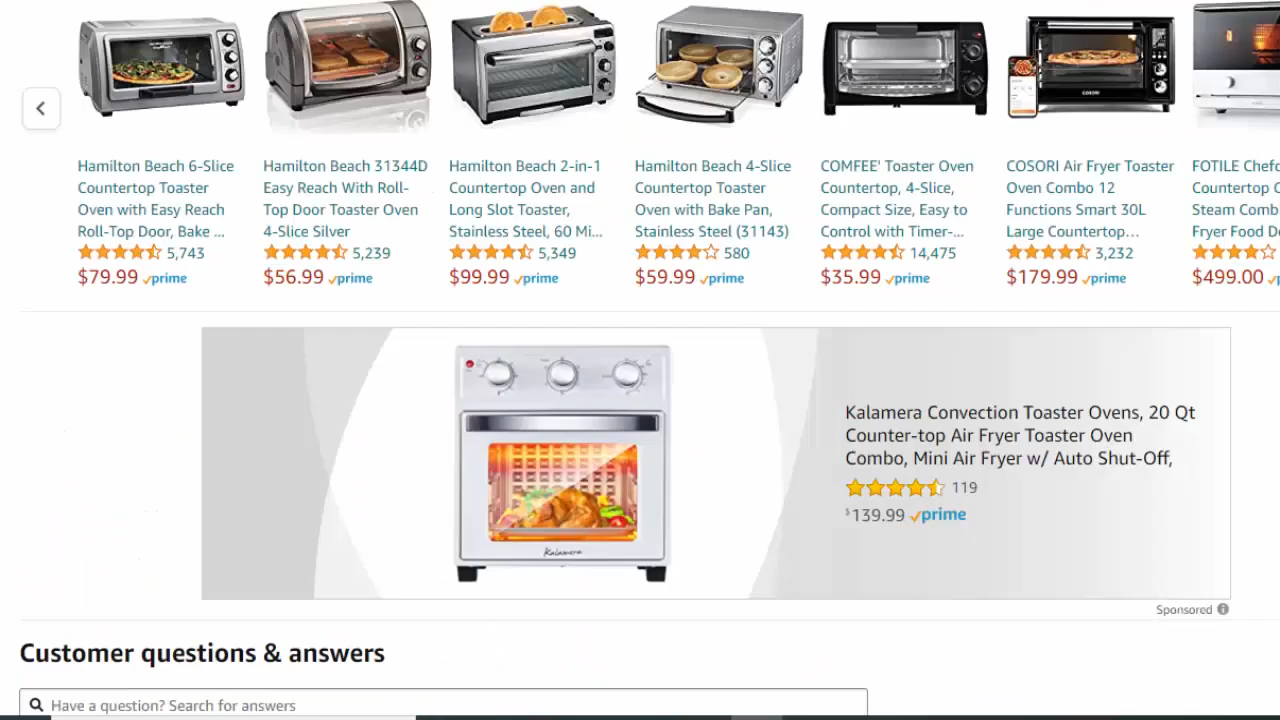 Hamilton Beach 6-Slice
Countertop Toaster
Oven with Easy Reach
Roll-Top Door, Bake ...
5,743
$79.99 prime
Hamilton Beach 31344D
Easy Reach With Roll-
Top Door Toaster Oven
4-Slice Silver
5,239
$56.99 prime
Hamilton Beach 2-in-1
Countertop Oven and
Long Slot Toaster,
Stainless Steel, 60 Mi...
5,349
$99.99 prime
Hamilton Beach 4-Slice
Countertop Toaster
Oven with Bake Pan,
Stainless Steel (31143)
580
$59.99 prime
COMFEE' Toaster Oven
Countertop, 4-Slice,
Compact Size, Easy to
Control with Timer-...
14,475
$35.99 prime
COSORI
COSORI Air Fryer Toaster
Oven Combo 12
Functions Smart 30L
Large Countertop...
3,232
$179.99 prime
FOTILE
Countertop
Steam
Fryer Food
$499.00
Kalamera
Kalamera Convection Toaster Ovens, 20 Qt
Counter-top Air Fryer Toaster Oven
Combo, Mini Air Fryer w/ Auto Shut-Off,
119
$139.99 prime
Sponsored
Customer questions & answers
Have a question? Search for answers